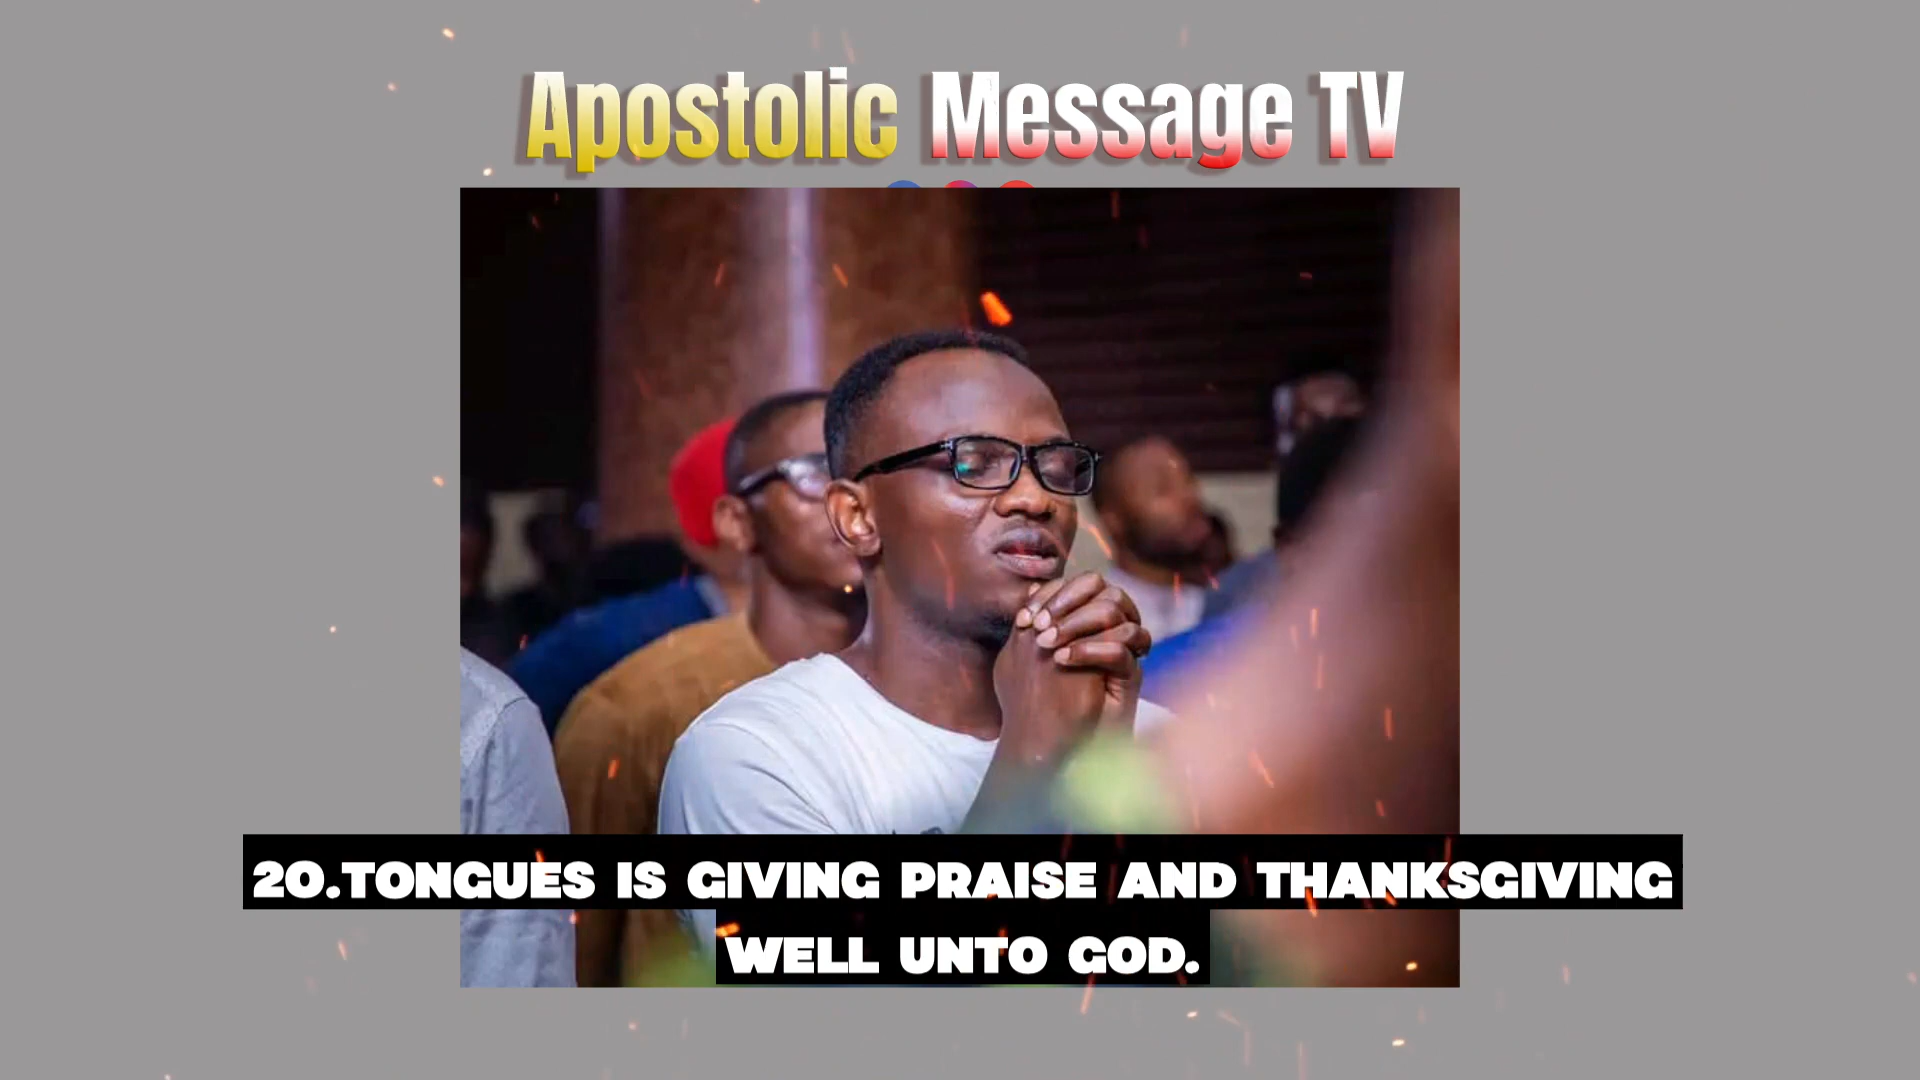 Apostolic Message TV
20.TONGUES IS GIVING PRAISE AND THANKSGIVING
WELL UNTO GOD.